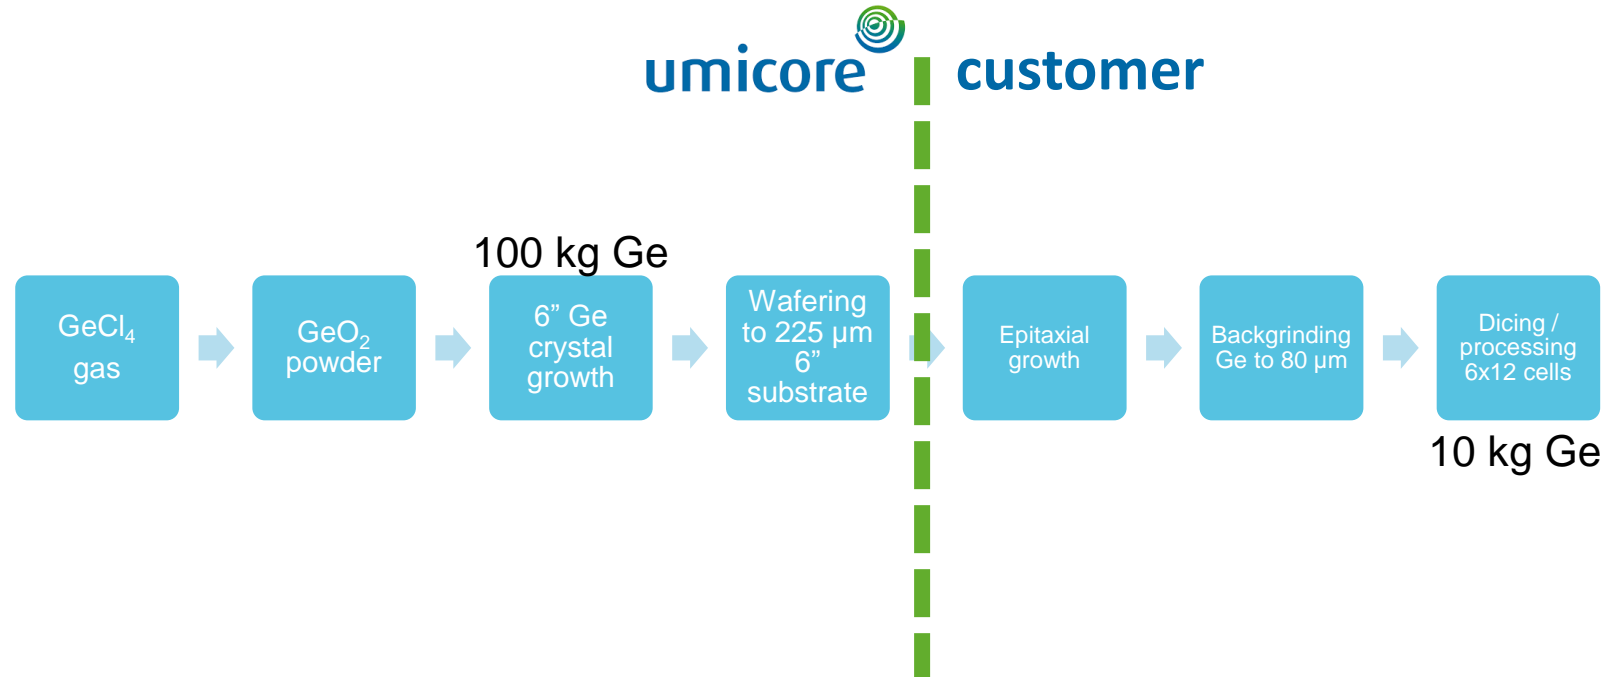 umicore
customer
100 kg Ge
GeCl₄
gas
GeO₂
powder
6” Ge
crystal
growth
Wafering
to 225 µm
6”
substrate
Epitaxial
growth
Backgrinding
Ge to 80 µm
Dicing /
processing
6x12 cells
10 kg Ge